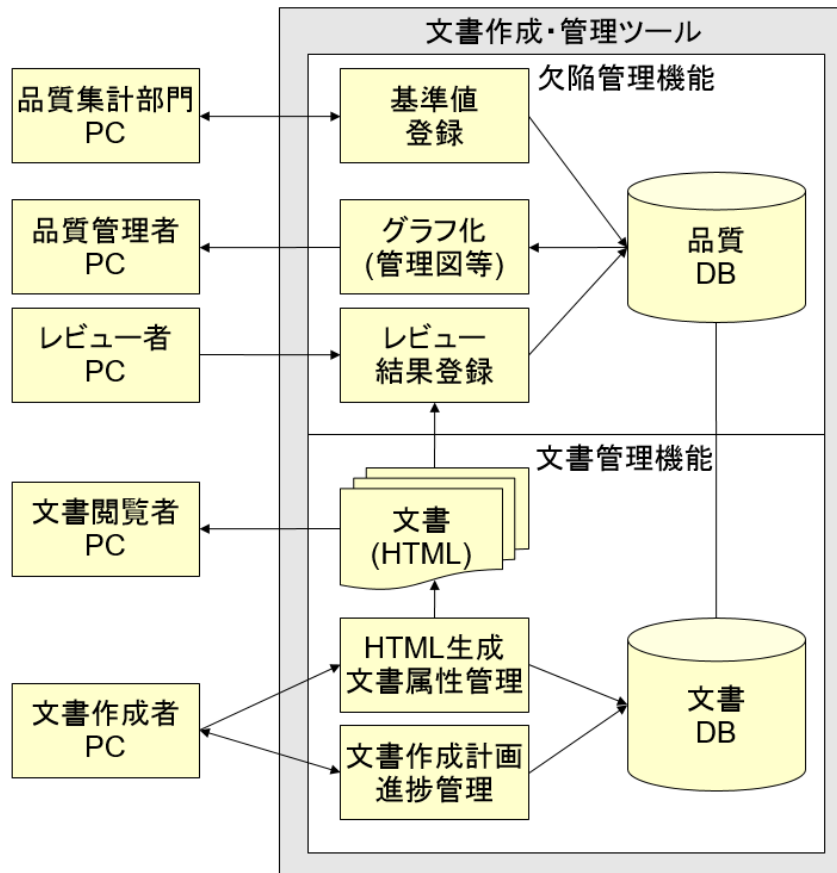 文書作成・管理ツール
欠陥管理機能
品質集計部門
PC
基準値
登録
品質管理者
PC
グラフ化
(管理図等)
品質
DB
レビュー者
PC
レビュー
結果登録
文書管理機能
文書閲覧者
PC
文書
(HTML)
HTML生成
文書属性管理
文書作成者
PC
文書作成計画
進捗管理
文書
DB